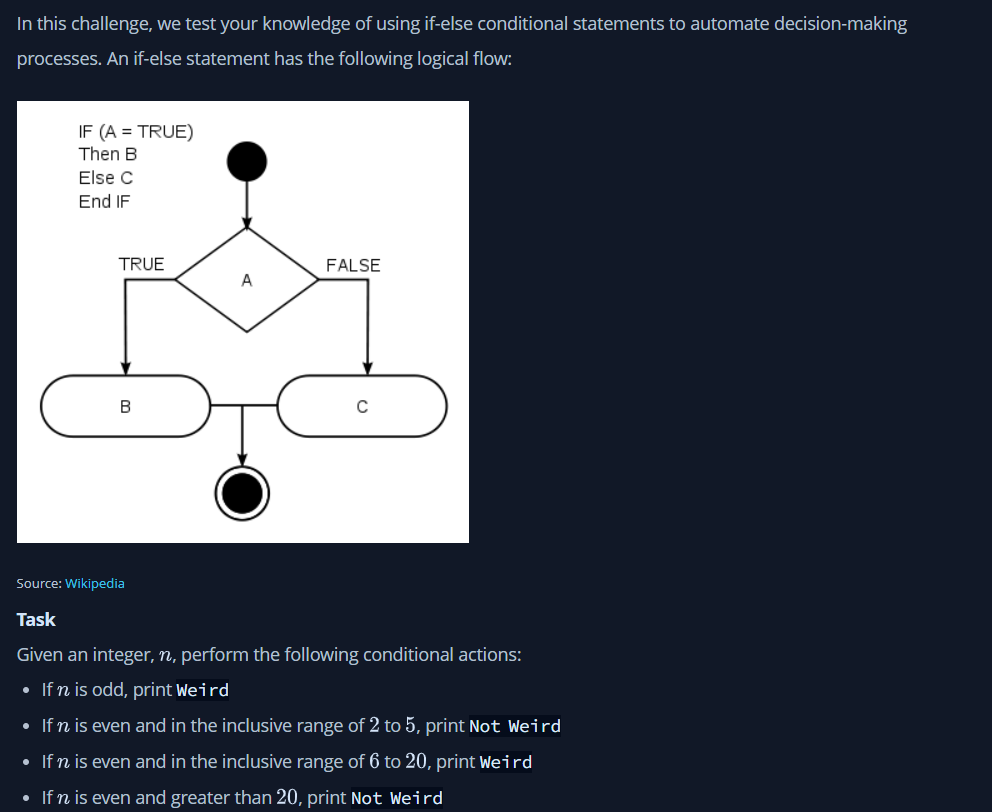 In this challenge, we test your knowledge of using if-else conditional statements to automate decision-making
processes. An if-else statement has the following logical flow:
IF (A = TRUE)
Then B
Else C
End IF
TRUE
FALSE
A
B
C
Source: Wikipedia
Task
Given an integer, n, perform the following conditional actions:
• If n is odd, print Weird
• If n is even and in the inclusive range of 2 to 5, print Not Weird
• If n is even and in the inclusive range of 6 to 20, print Weird
• If n is even and greater than 20, print Not Weird